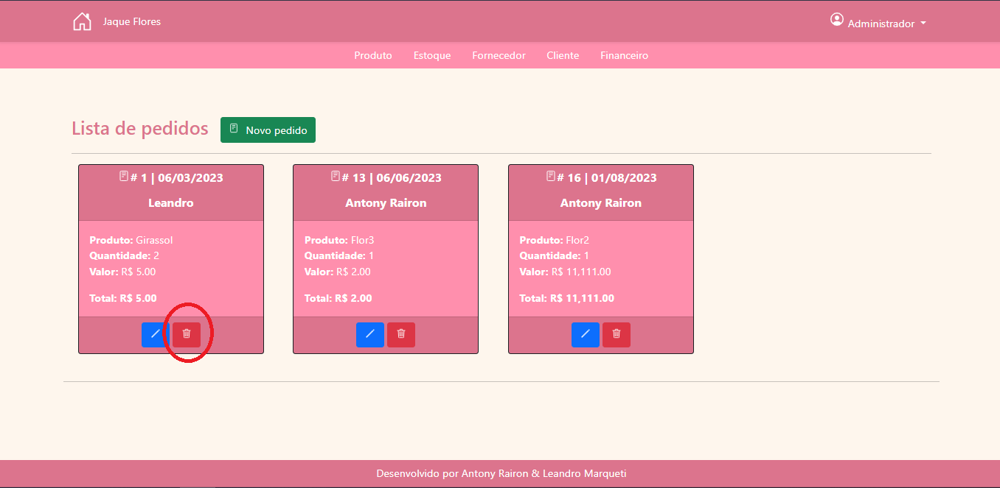 Jaque Flores
Administrador
Produto Estoque Fornecedor Cliente Financeiro
Lista de pedidos
Novo pedido
# 1 | 06/03/2023
Leandro
Produto: Girassol
Quantidade: 2
Valor: R$ 5.00
Total: R$ 5.00
# 13 | 06/06/2023
Antony Rairon
Produto: Flor3
Quantidade: 1
Valor: R$ 2.00
Total: R$ 2.00
# 16 | 01/08/2023
Antony Rairon
Produto: Flor2
Quantidade: 1
Valor: R$ 11,111.00
Total: R$ 11,111.00
Desenvolvido por Antony Rairon & Leandro Marqueti